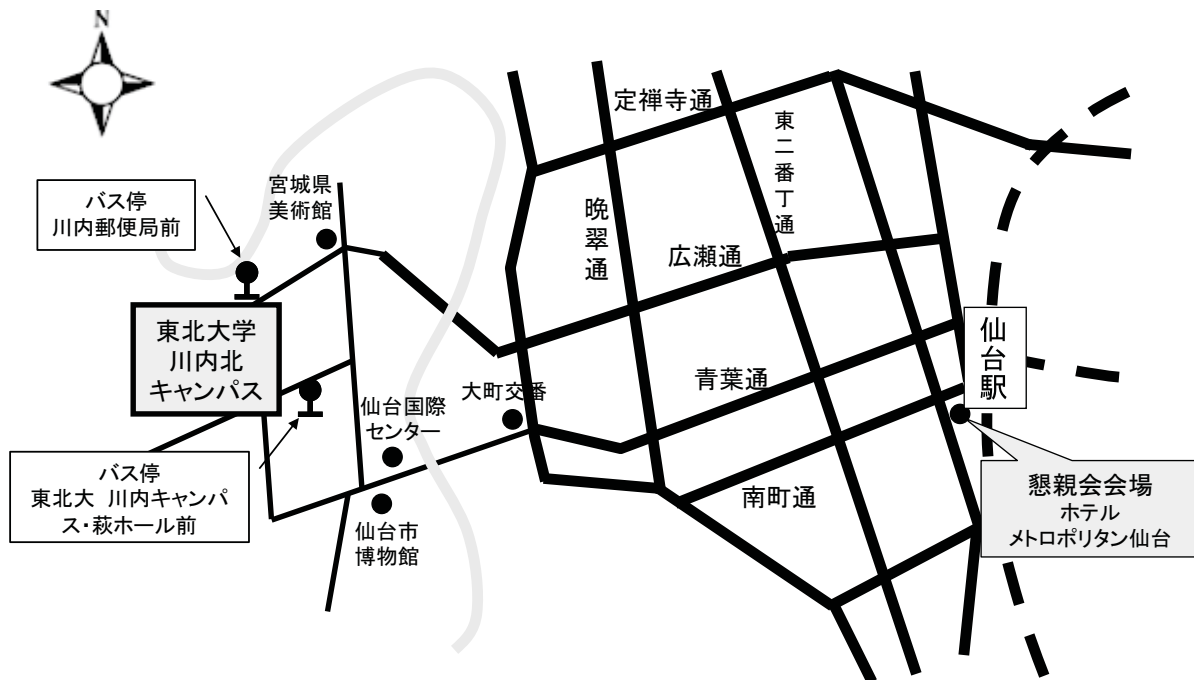 N
定禅寺通
東二番丁通
宮城県
美術館
バス停
川内郵便局前
晩翠通
広瀬通
東北大学
川内北
キャンパス
仙台駅
青葉通
大町交番
仙台国際
センター
バス停
東北大 川内キャンパ
ス・萩ホール前
南町通
懇親会会場
ホテル
メトロポリタン仙台
仙台市
博物館